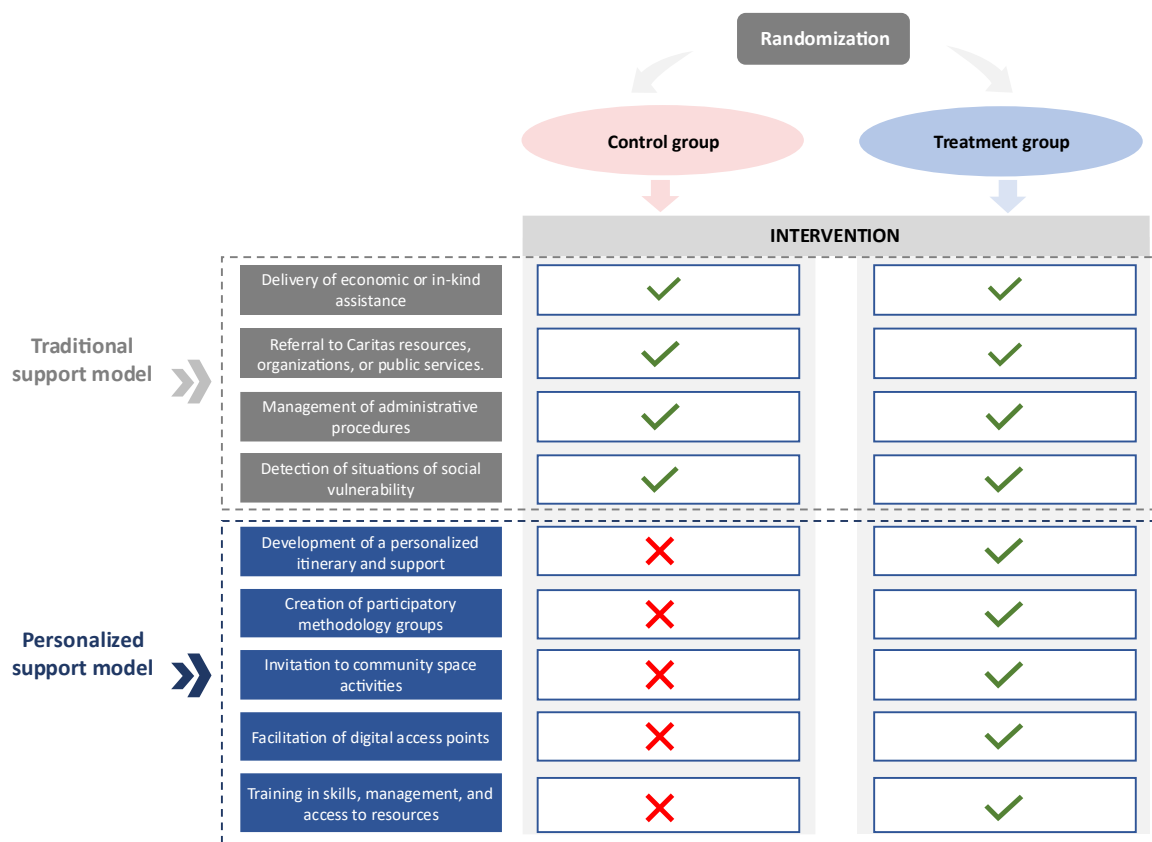 Randomization
Control group
Treatment group
INTERVENTION
Traditional
support model
Delivery of economic or in-kind
assistance
Referral to Caritas resources,
organizations, or public services.
Management of administrative
procedures
Detection of situations of social
vulnerability
Personalized
support model
Development of a personalized
itinerary and support
Creation of participatory
methodology groups
Invitation to community space
activities
Facilitation of digital access points
Training in skills, management, and
access to resources